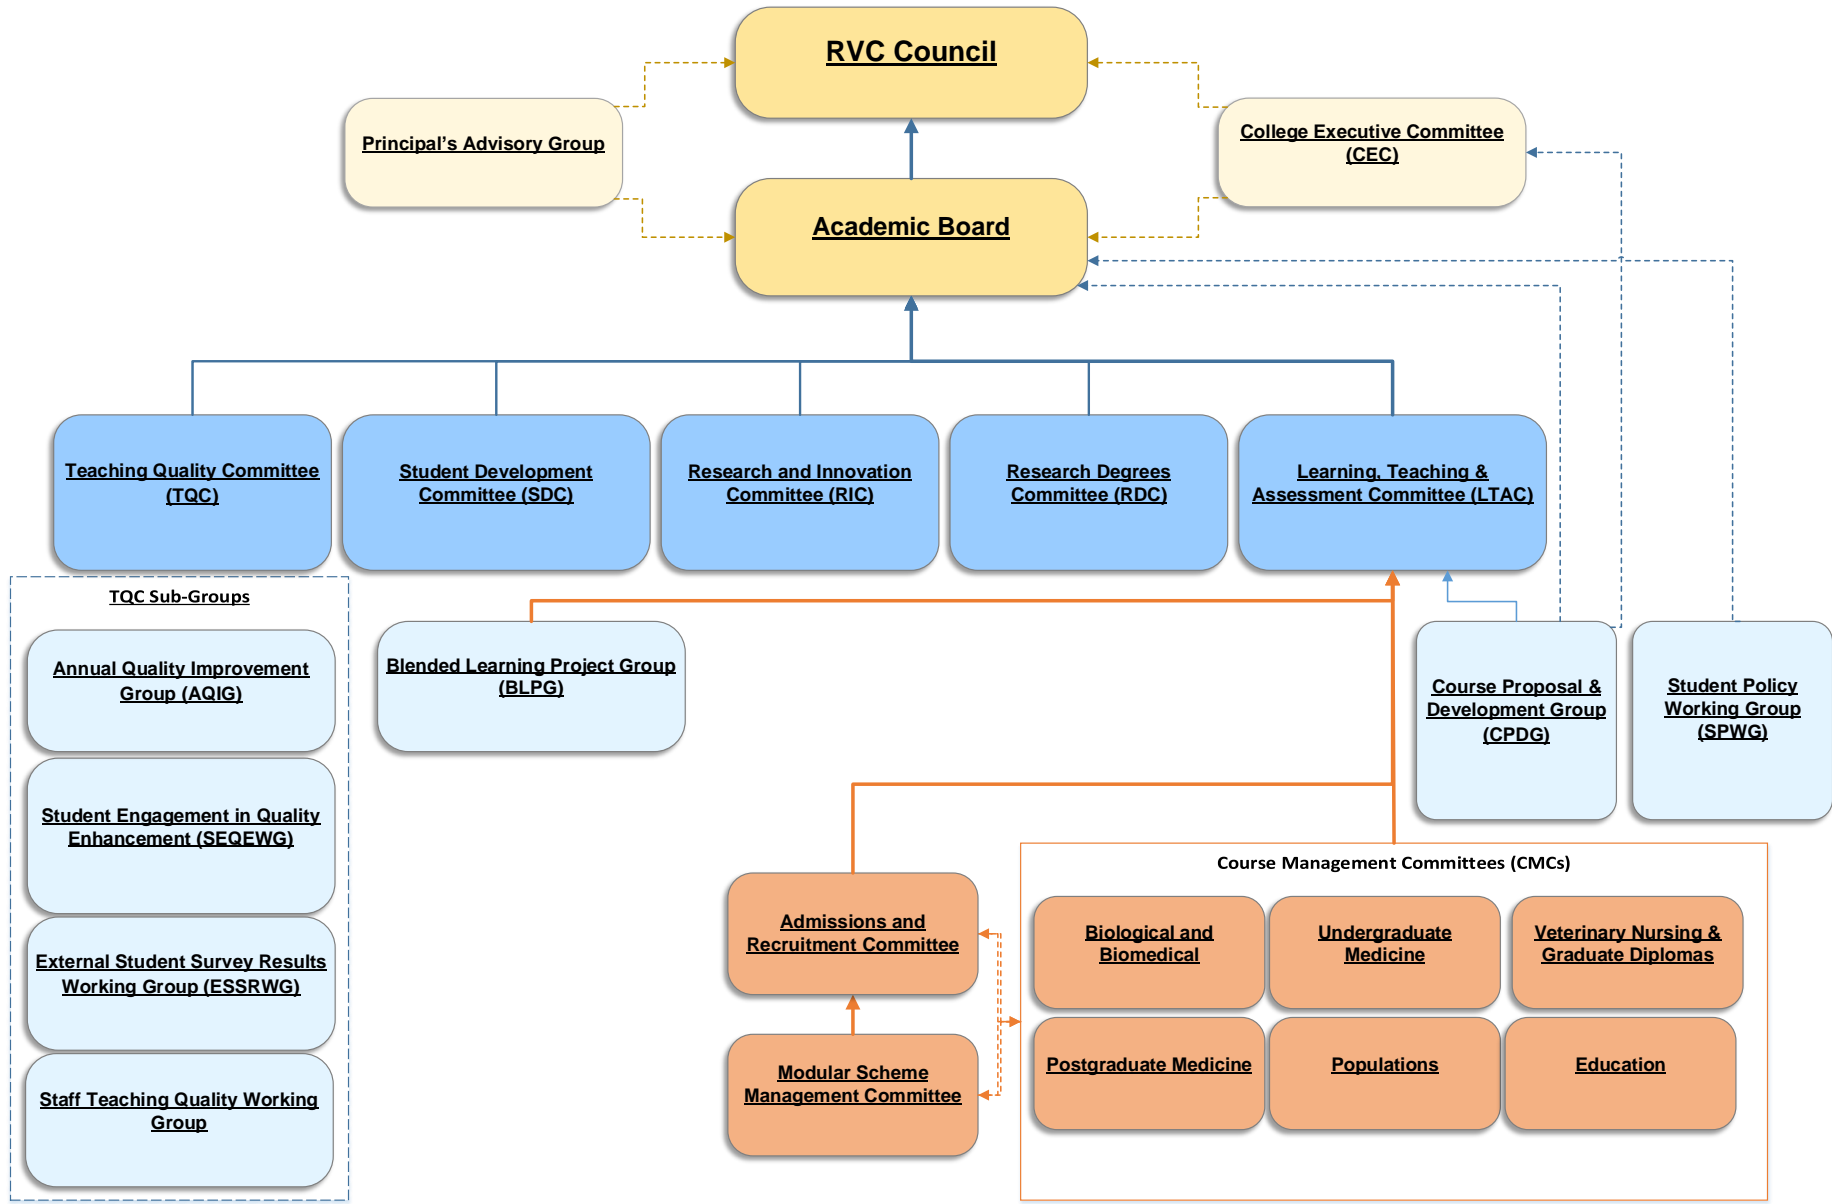 RVC Council
Principal's Advisory Group
College Executive Committee
(CEC)
Academic Board
Teaching Quality Committee
(TQC)
Student Development
Committee (SDC)
Research and Innovation
Committee (RIC)
Research Degrees
Committee (RDC)
Learning, Teaching &
Assessment Committee (LTAC)
TQC Sub-Groups
Annual Quality Improvement
Group (AQIG)
Student Engagement in Quality
Enhancement (SEQEWG)
External Student Survey Results
Working Group (ESSRWG)
Staff Teaching Quality Working
Group
Blended Learning Project Group
(BLPG)
Course Proposal &
Development Group
(CPDG)
Student Policy
Working Group
(SPWG)
Admissions and
Recruitment Committee
Modular Scheme
Management Committee
Course Management Committees (CMCs)
Biological and
Biomedical
Undergraduate
Medicine
Veterinary Nursing &
Graduate Diplomas
Postgraduate Medicine
Populations
Education